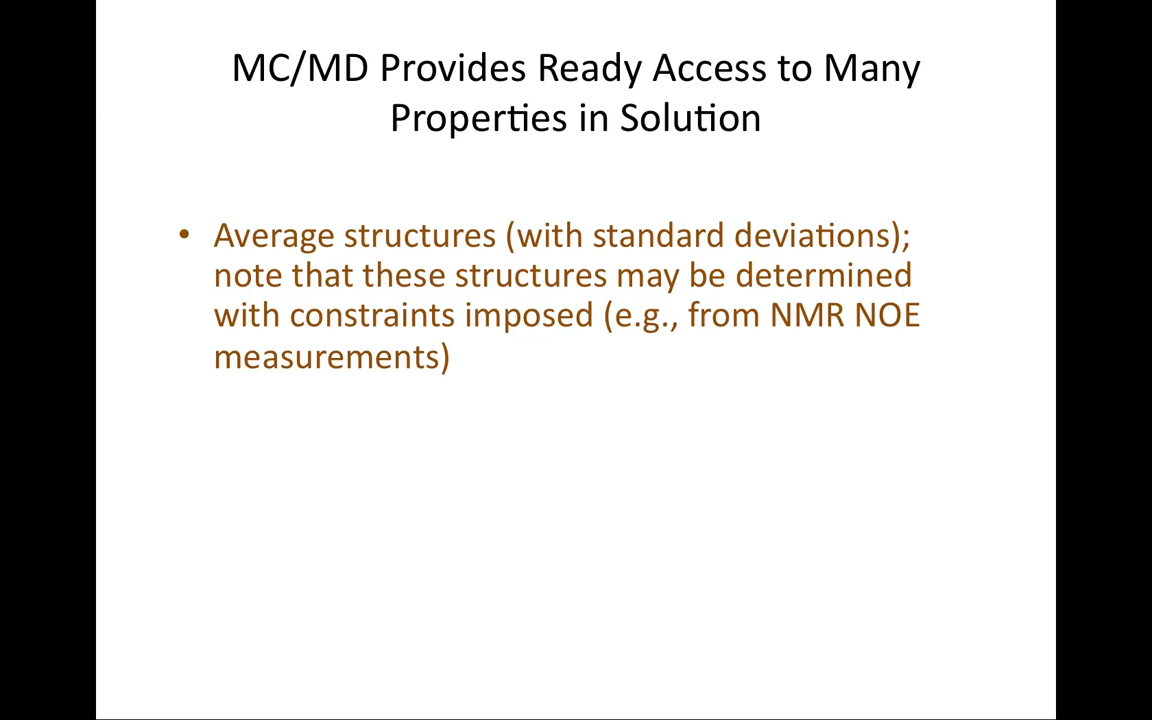 MC/MD Provides Ready Access to Many
Properties in Solution
• Average structures (with standard deviations);
note that these structures may be determined
with constraints imposed (e.g., from NMR NOE
measurements)